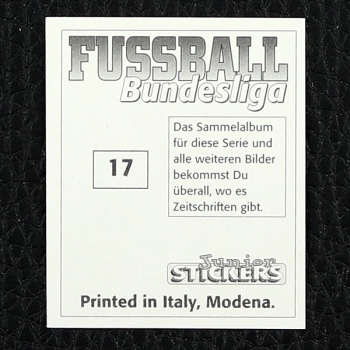 FUSSBALL
Bundesliga
17
Das Sammelalbum
für diese Serie und
alle weiteren Bilder
bekommst Du
überall, wo es
Zeitschriften gibt.
Junior
STICKERS
Printed in Italy, Modena.